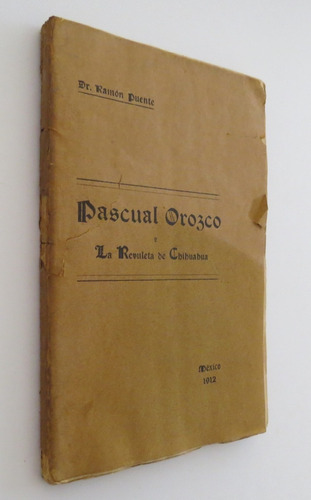 Dr. Ramón Puente
Pascual Orozco
y
La Revuelta de Chihuahua
México
1912